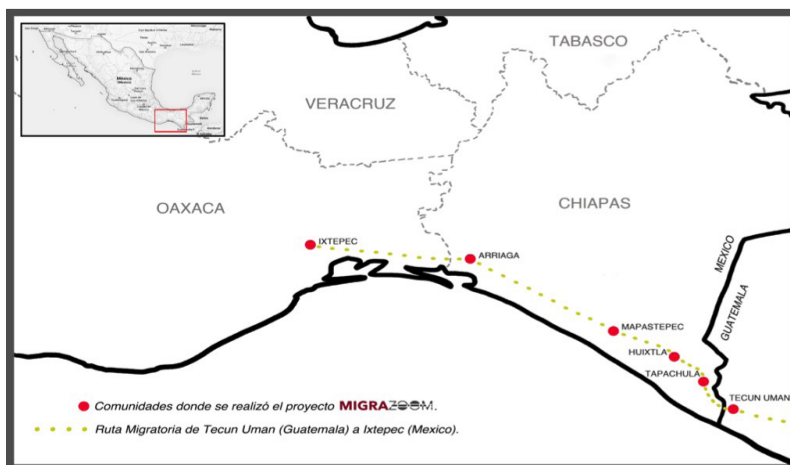 México
TABASCO
VERACRUZ
OAXACA
CHIAPAS
IXTEPEC
ARRIAGA
MEXICO
GUATEMALA
MAPASTEPEC
HUIXTLA
TAPACHULA
TECUN UMAN
Comunidades donde se realizó el proyecto MIGRAZOOM.
Ruta Migratoria de Tecun Uman (Guatemala) a Ixtepec (Mexico).